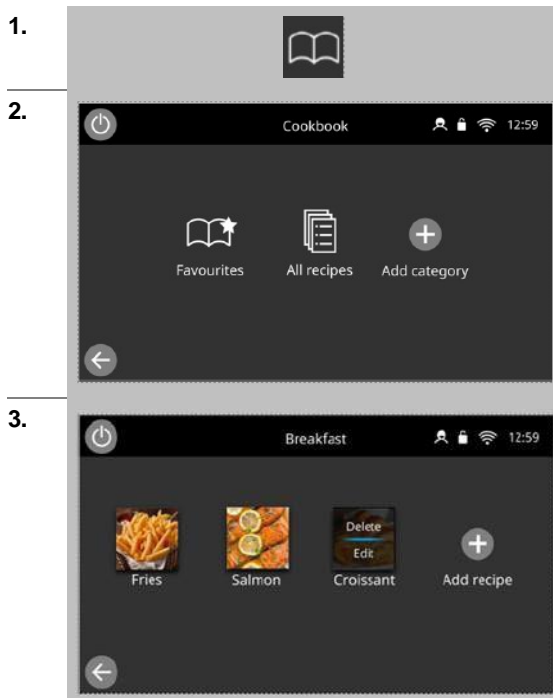 1.
2.
Cookbook 12:59
Favourites All recipes Add category
3.
Breakfast 12:59
Delete
Edit
Fries Salmon Croissant Add recipe